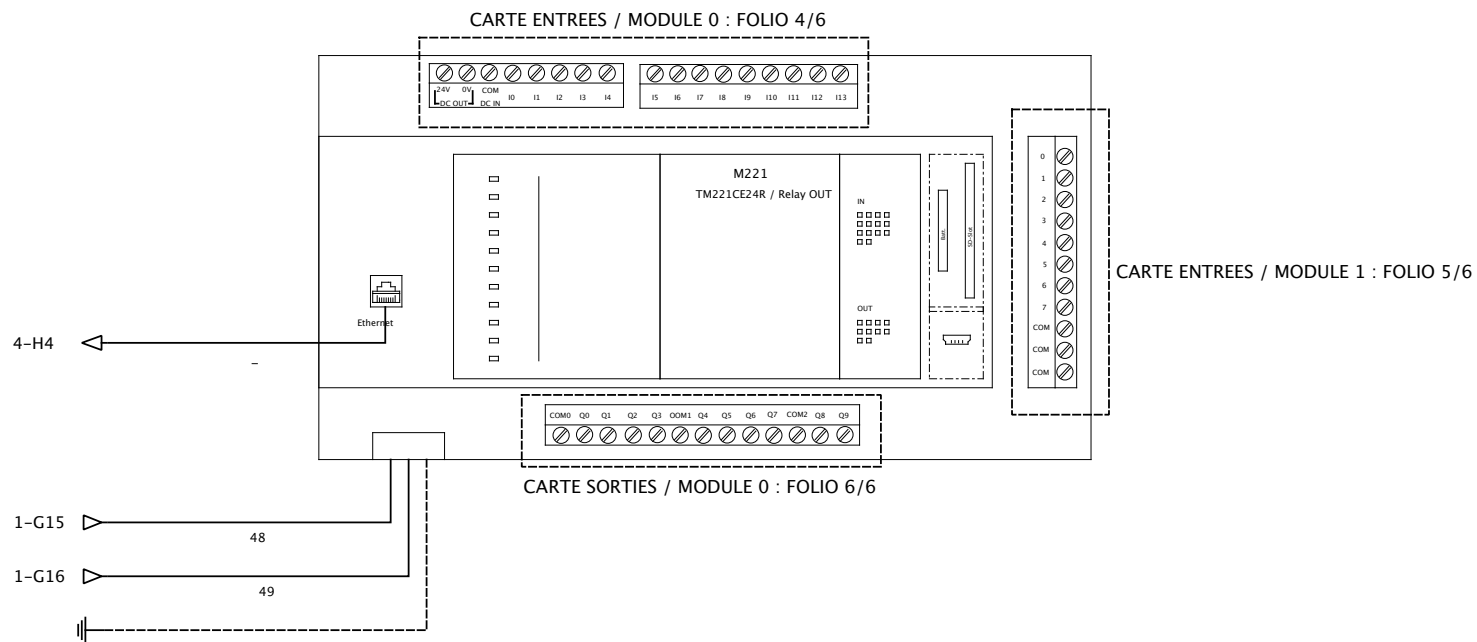 CARTE ENTREES / MODULE 0 : FOLIO 4/6
24V 0V COM I0 I1 I2 I3 I4 I5 I6 I7 I8 I9 I10 I11 I12 I13
DC OUT DC IN
M221
TM221CE24R / Relay OUT
IN
Batt.
SD-Slot
OUT
Ethernet
0
1
2
3
4
5
6
7
COM
COM
COM
CARTE ENTREES / MODULE 1 : FOLIO 5/6
4-H4
-
COM0 Q0 Q1 Q2 Q3 OOM1 Q4 Q5 Q6 Q7 COM2 Q8 Q9
CARTE SORTIES / MODULE 0 : FOLIO 6/6
1-G15
48
1-G16
49